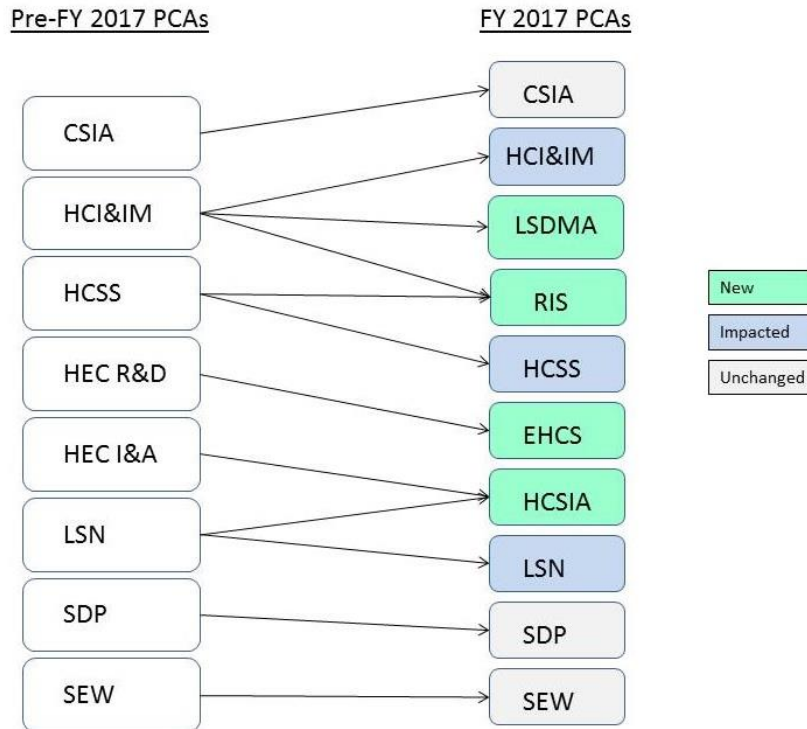 Pre-FY 2017 PCAs
CSIA
HCI&IM
HCSS
HEC R&D
HEC I&A
LSN
SDP
SEW
FY 2017 PCAs
CSIA
HCI&IM
LSDMA
RIS
HCSS
EHCS
HCSIA
LSN
SDP
SEW
New
Impacted
Unchanged